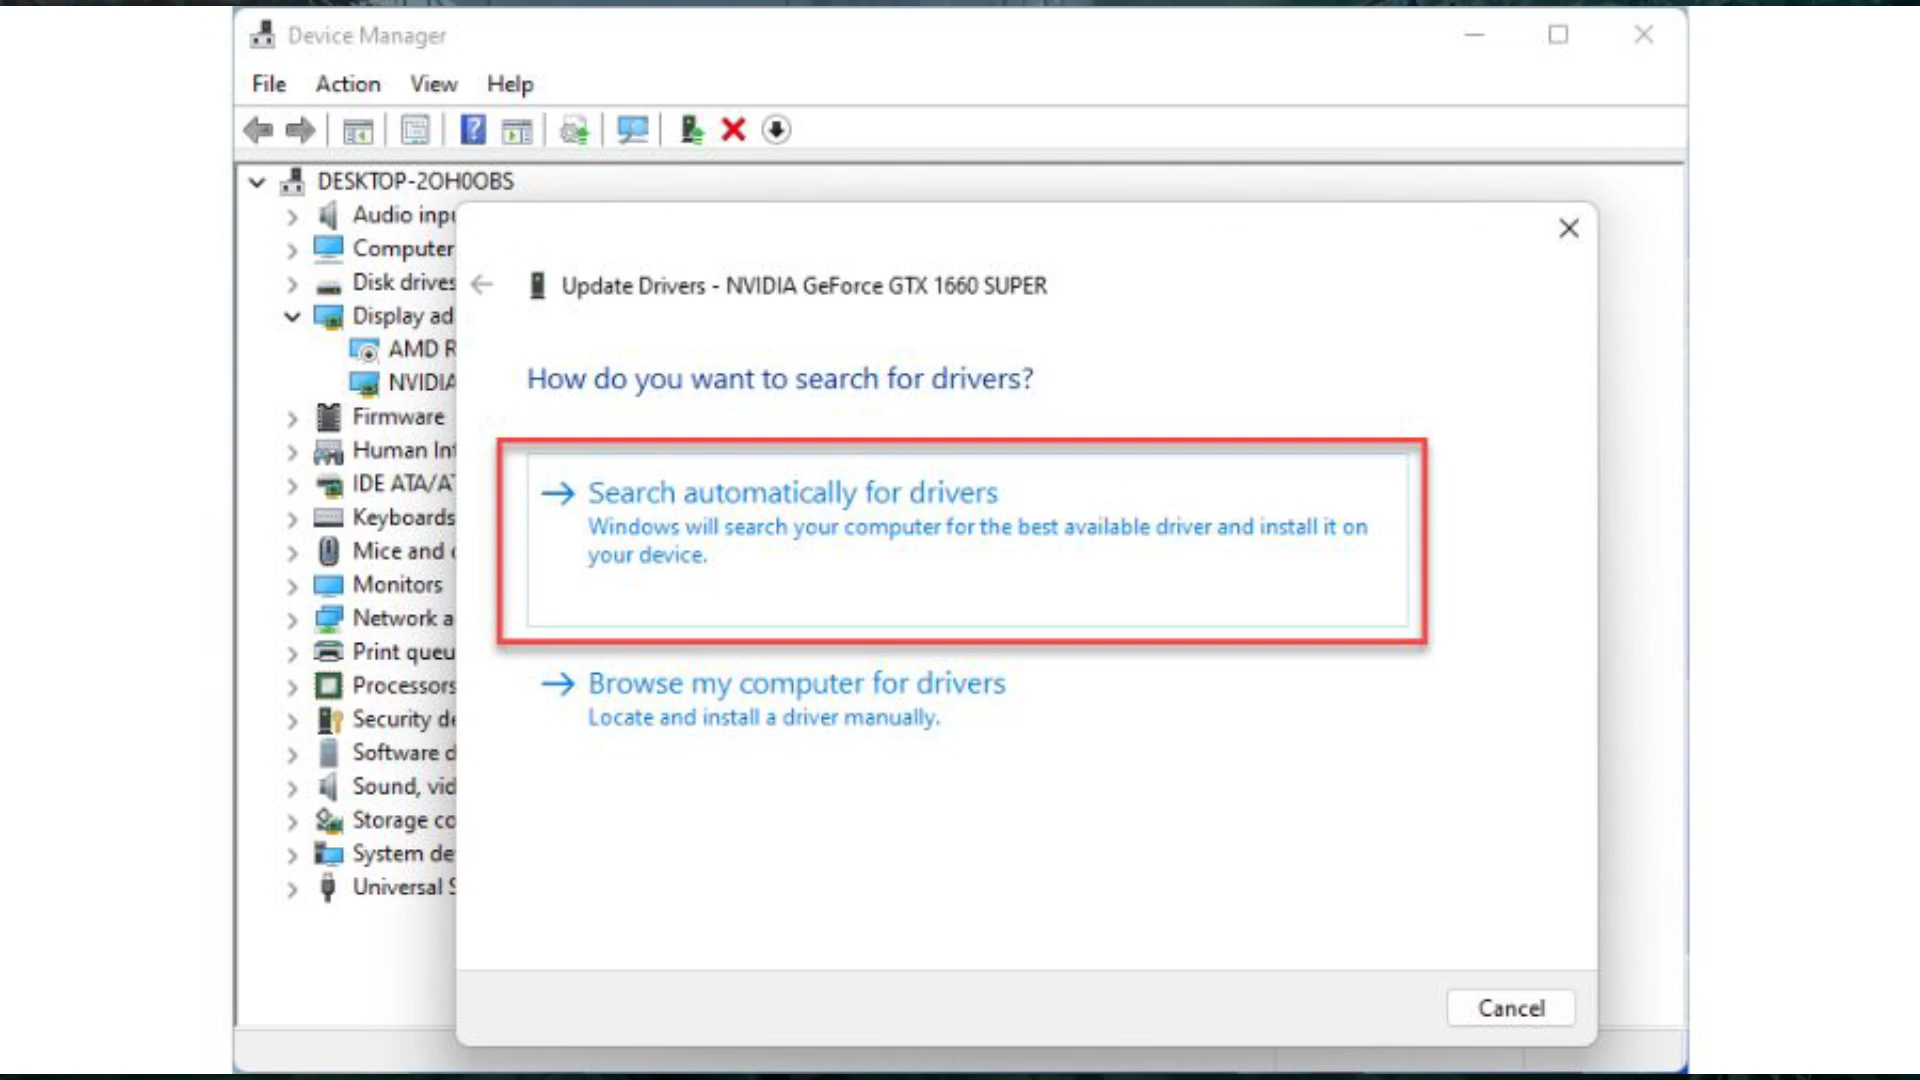 Device Manager
File Action View Help
DESKTOP-2OH0OBS
Audio inpu
Computer
Disk drives
Display ad
AMD R
NVIDIA
Firmware
Human Int
IDE ATA/AT
Keyboards
Mice and
Monitors
Network a
Print queu
Processors
Security de
Software d
Sound, vid
Storage co
System de
Universal S
Update Drivers - NVIDIA GeForce GTX 1660 SUPER
How do you want to search for drivers?
Search automatically for drivers
Windows will search your computer for the best available driver and install it on
your device.
Browse my computer for drivers
Locate and install a driver manually.
Cancel